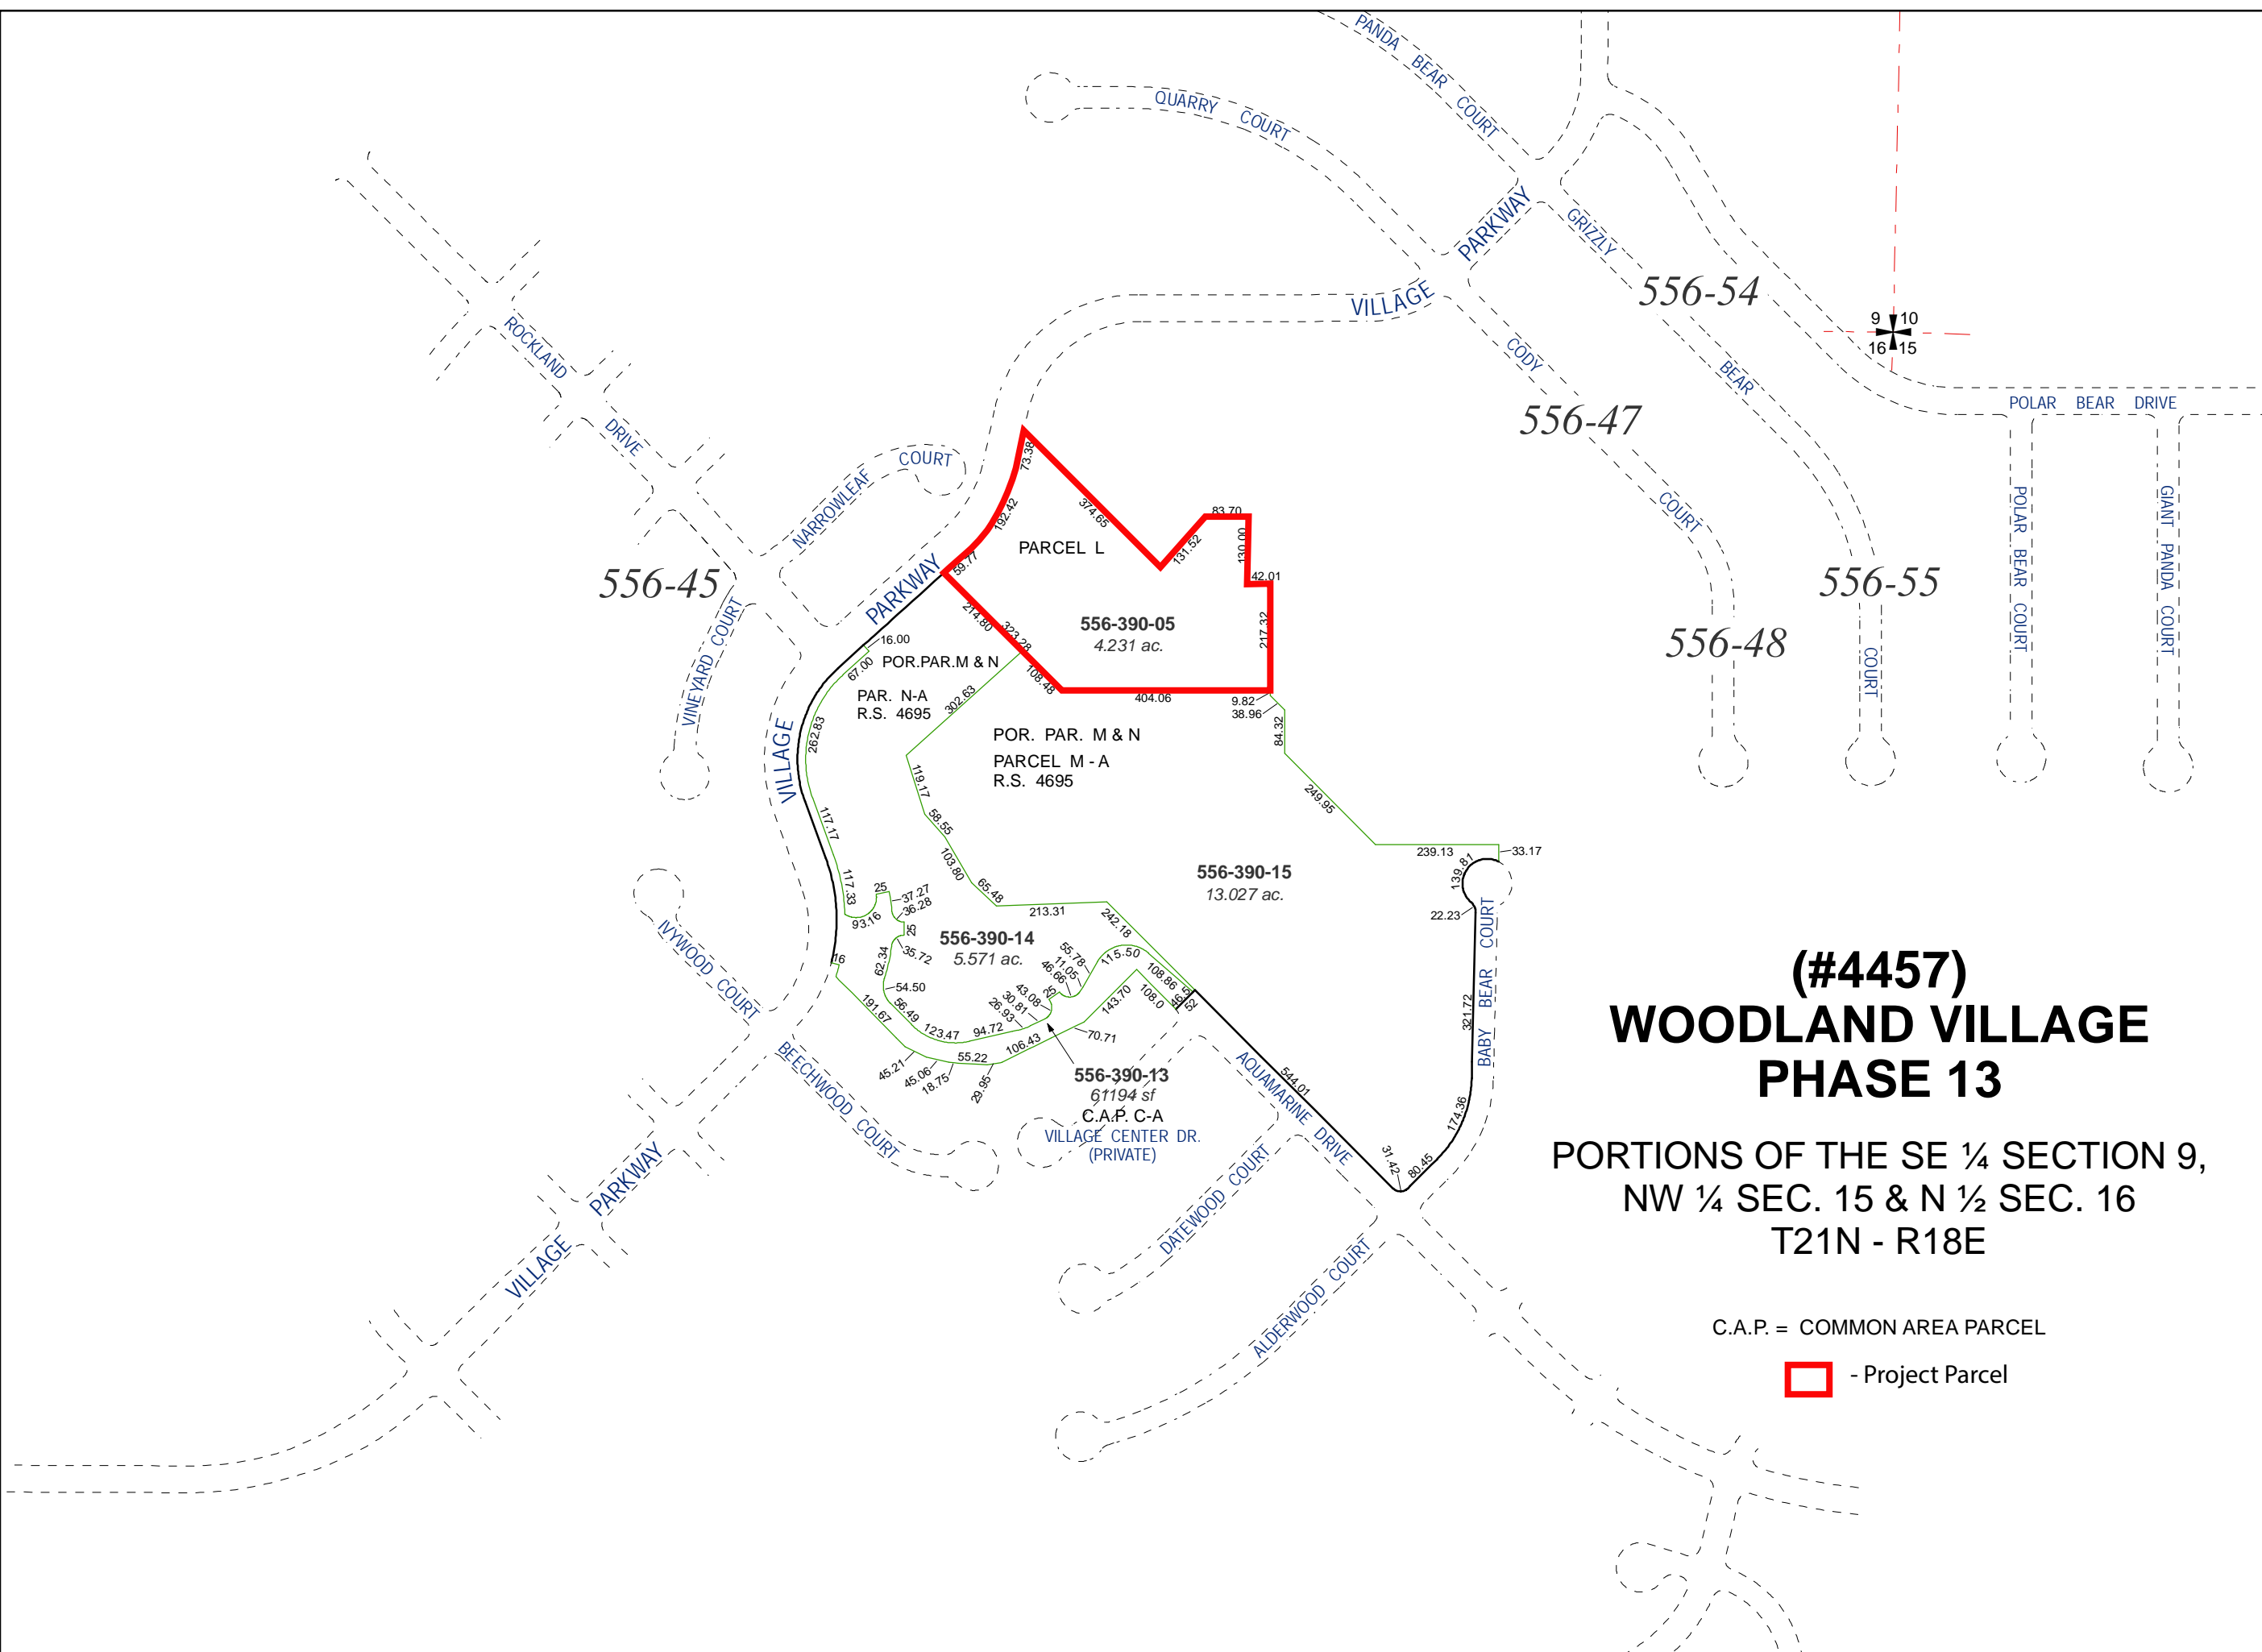 PANDA BEAR COURT
QUARRY COURT
VILLAGE PARKWAY
GRIZZLY BEAR COURT
556-54
9 10
16 15
ROCKLAND DRIVE
CODY COURT
556-47
POLAR BEAR DRIVE
POLAR BEAR COURT
GIANT PANDA COURT
NARROWLEAF COURT
556-45
VINEYARD COURT
556-55
556-48
VILLAGE PARKWAY
73.38
192.42
59.77
374.65
131.52
83.70
130.00
42.01
217.32
PARCEL L
556-390-05
4.231 ac.
214.80
323.28
108.48
404.06
16.00
67.00
POR.PAR.M & N
PAR. N-A
R.S. 4695
302.63
262.83
9.82
38.96
84.32
POR. PAR. M & N
PARCEL M - A
R.S. 4695
119.17
58.55
103.80
65.48
117.17
117.33
249.95
239.13
33.17
139.81
22.23
556-390-15
13.027 ac.
213.31
242.18
25
37.27
36.28
93.16
25
35.72
62.34
54.50
56.49
556-390-14
5.571 ac.
16
191.67
123.47
94.72
26.93
30.81
43.08
25
46.66
11.05
55.78
115.50
108.86
108.0
52
143.70
70.71
106.43
55.22
29.95
18.75
45.06
45.21
556-390-13
61194 sf
C.A.P. C-A
VILLAGE CENTER DR.
(PRIVATE)
IVYWOOD COURT
BEECHWOOD COURT
VILLAGE PARKWAY
AQUAMARINE DRIVE
544.01
321.72
BABY BEAR COURT
174.36
80.45
31.42
DATEWOOD COURT
ALDERWOOD COURT
(#4457)
WOODLAND VILLAGE
PHASE 13
PORTIONS OF THE SE ¼ SECTION 9,
NW ¼ SEC. 15 & N ½ SEC. 16
T21N - R18E
C.A.P. = COMMON AREA PARCEL
- Project Parcel